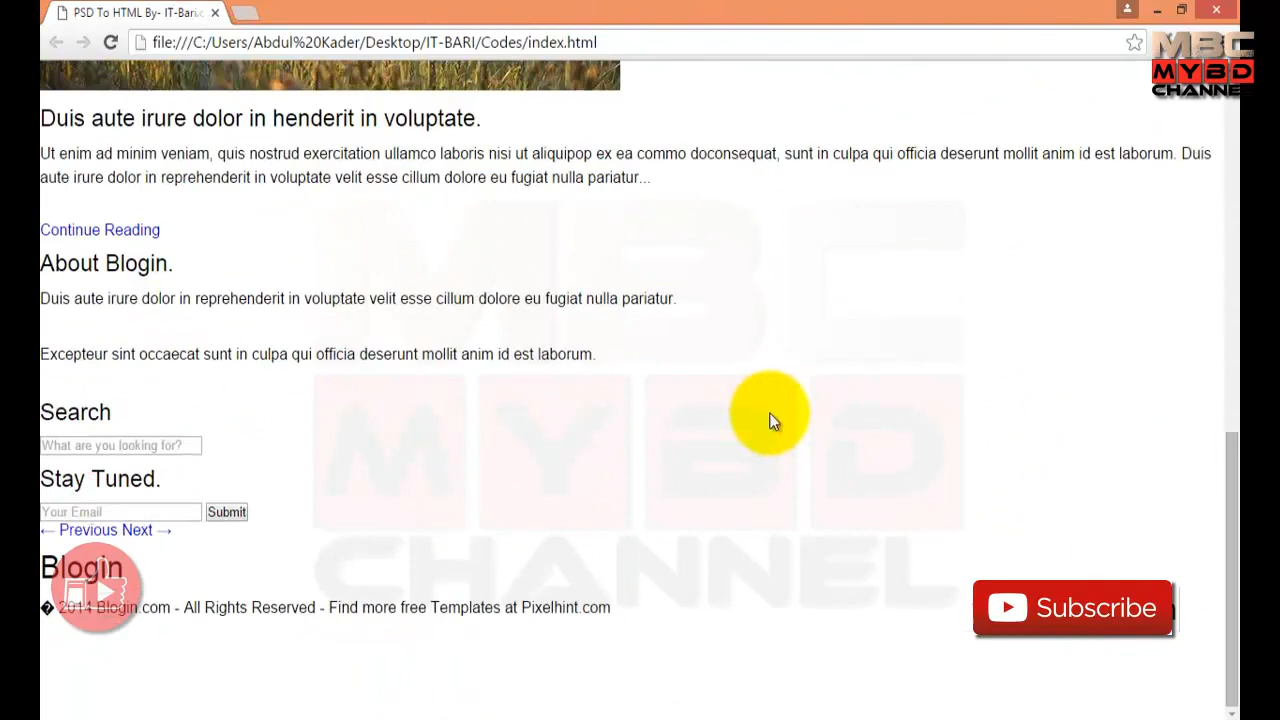 PSD To HTML By- IT-Bari.
file:///C:/Users/Abdul%20Kader/Desktop/IT-BARI/Codes/index.html
MBC
MYBD
CHANNEL
Duis aute irure dolor in henderit in voluptate.
Ut enim ad minim veniam, quis nostrud exercitation ullamco laboris nisi ut aliquipop ex ea commo doconsequat, sunt in culpa qui officia deserunt mollit anim id est laborum. Duis
aute irure dolor in reprehenderit in voluptate velit esse cillum dolore eu fugiat nulla pariatur...
Continue Reading
About Blogin.
Duis aute irure dolor in reprehenderit in voluptate velit esse cillum dolore eu fugiat nulla pariatur.
Excepteur sint occaecat sunt in culpa qui officia deserunt mollit anim id est laborum.
Search
What are you looking for?
Stay Tuned.
Your Email Submit
← Previous Next →
Blogin
� 2014 Blogin.com - All Rights Reserved - Find more free Templates at Pixelhint.com
Subscribe
MBC
MYBD
CHANNEL